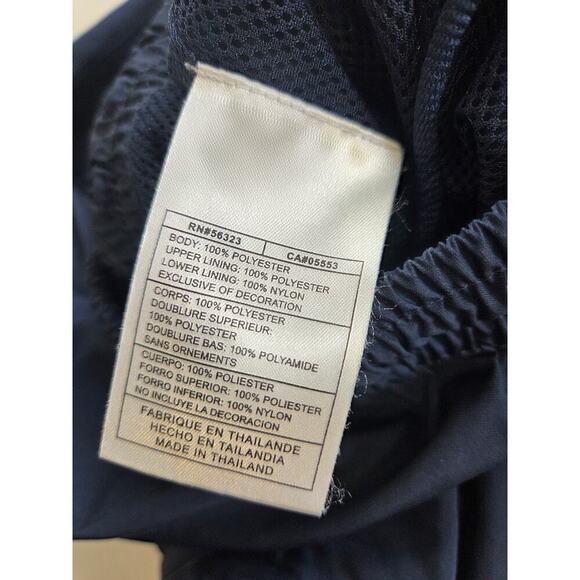 RN#56323 CA#05553
BODY: 100% POLYESTER
UPPER LINING: 100% POLYESTER
LOWER LINING: 100% NYLON
EXCLUSIVE OF DECORATION
CORPS: 100% POLYESTER
DOUBLURE SUPERIEUR:
100% POLYESTER
DOUBLURE BAS: 100% POLYAMIDE
SANS ORNEMENTS
CUERPO: 100% POLIESTER
FORRO SUPERIOR: 100% POLIESTER
FORRO INFERIOR: 100% NYLON
NO INCLUYE LA DECORACION
FABRIQUE EN THAILANDE
HECHO EN TAILANDIA
MADE IN THAILAND